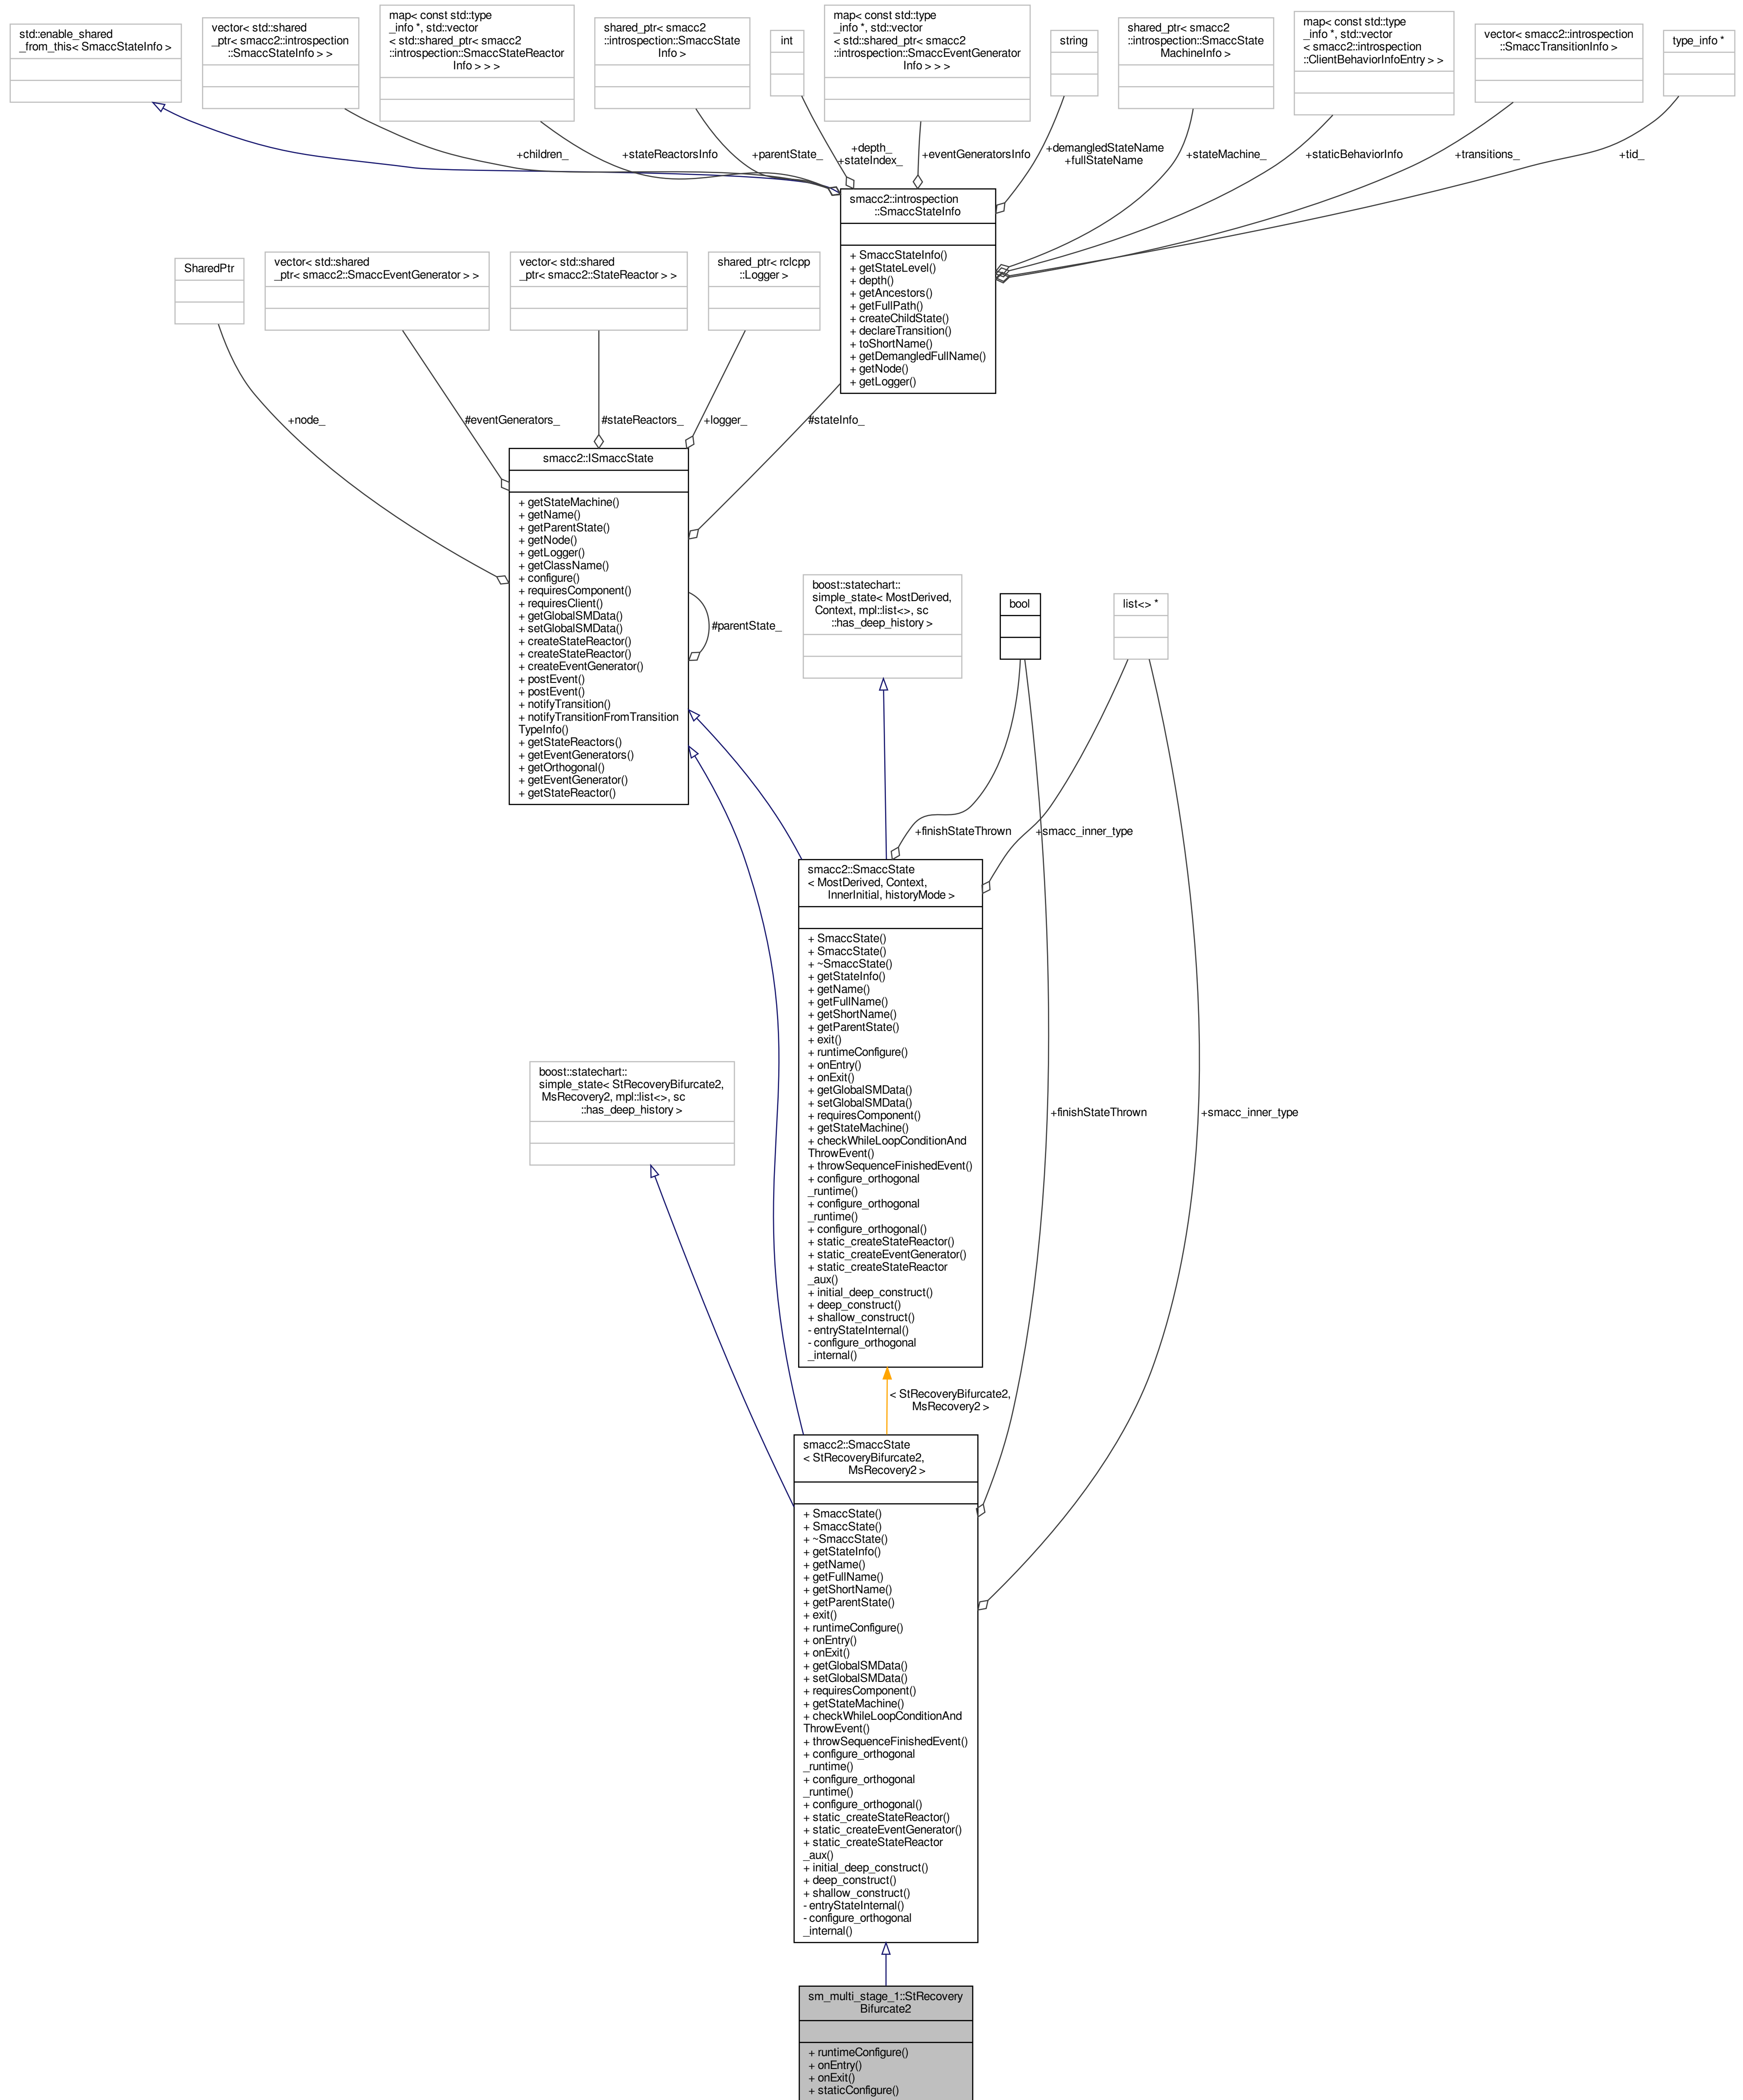 std::enable_shared
_from_this< SmaccStateInfo >
vector< std::shared
_ptr< smacc2::introspection
::SmaccStateInfo > >
map< const std::type
_info *, std::vector
< std::shared_ptr< smacc2
::introspection::SmaccStateReactor
Info > > >
shared_ptr< smacc2
::introspection::SmaccState
Info >
int
map< const std::type
_info *, std::vector
< std::shared_ptr< smacc2
::introspection::SmaccEventGenerator
Info > > >
string
shared_ptr< smacc2
::introspection::SmaccState
MachineInfo >
map< const std::type
_info *, std::vector
< smacc2::introspection
::ClientBehaviorInfoEntry > >
vector< smacc2::introspection
::SmaccTransitionInfo >
type_info *
+children_
+stateReactorsInfo
+parentState_
+depth_
+stateIndex_
+eventGeneratorsInfo
+demangledStateName
+fullStateName
+stateMachine_
+staticBehaviorInfo
+transitions_
+tid_
smacc2::introspection
::SmaccStateInfo
+ SmaccStateInfo()
+ getStateLevel()
+ depth()
+ getAncestors()
+ getFullPath()
+ createChildState()
+ declareTransition()
+ toShortName()
+ getDemangledFullName()
+ getNode()
+ getLogger()
SharedPtr
vector< std::shared
_ptr< smacc2::SmaccEventGenerator > >
vector< std::shared
_ptr< smacc2::StateReactor > >
shared_ptr< rclcpp
::Logger >
+node_
#eventGenerators_
#stateReactors_
+logger_
#stateInfo_
smacc2::ISmaccState
+ getStateMachine()
+ getName()
+ getParentState()
+ getNode()
+ getLogger()
+ getClassName()
+ configure()
+ requiresComponent()
+ requiresClient()
+ getGlobalSMData()
+ setGlobalSMData()
+ createStateReactor()
+ createStateReactor()
+ createEventGenerator()
+ postEvent()
+ postEvent()
+ notifyTransition()
+ notifyTransitionFromTransition
TypeInfo()
+ getStateReactors()
+ getEventGenerators()
+ getOrthogonal()
+ getEventGenerator()
+ getStateReactor()
#parentState_
boost::statechart::
simple_state< MostDerived,
Context, mpl::list<>, sc
::has_deep_history >
bool
list<> *
+finishStateThrown
+smacc_inner_type
smacc2::SmaccState
< MostDerived, Context,
InnerInitial, historyMode >
+ SmaccState()
+ SmaccState()
+ ~SmaccState()
+ getStateInfo()
+ getName()
+ getFullName()
+ getShortName()
+ getParentState()
+ exit()
+ runtimeConfigure()
+ onEntry()
+ onExit()
+ getGlobalSMData()
+ setGlobalSMData()
+ requiresComponent()
+ getStateMachine()
+ checkWhileLoopConditionAnd
ThrowEvent()
+ throwSequenceFinishedEvent()
+ configure_orthogonal
_runtime()
+ configure_orthogonal
_runtime()
+ configure_orthogonal()
+ static_createStateReactor()
+ static_createEventGenerator()
+ static_createStateReactor
_aux()
+ initial_deep_construct()
+ deep_construct()
+ shallow_construct()
- entryStateInternal()
- configure_orthogonal
_internal()
boost::statechart::
simple_state< StRecoveryBifurcate2,
MsRecovery2, mpl::list<>, sc
::has_deep_history >
+finishStateThrown
+smacc_inner_type
< StRecoveryBifurcate2,
MsRecovery2 >
smacc2::SmaccState
< StRecoveryBifurcate2,
MsRecovery2 >
+ SmaccState()
+ SmaccState()
+ ~SmaccState()
+ getStateInfo()
+ getName()
+ getFullName()
+ getShortName()
+ getParentState()
+ exit()
+ runtimeConfigure()
+ onEntry()
+ onExit()
+ getGlobalSMData()
+ setGlobalSMData()
+ requiresComponent()
+ getStateMachine()
+ checkWhileLoopConditionAnd
ThrowEvent()
+ throwSequenceFinishedEvent()
+ configure_orthogonal
_runtime()
+ configure_orthogonal
_runtime()
+ configure_orthogonal()
+ static_createStateReactor()
+ static_createEventGenerator()
+ static_createStateReactor
_aux()
+ initial_deep_construct()
+ deep_construct()
+ shallow_construct()
- entryStateInternal()
- configure_orthogonal
_internal()
sm_multi_stage_1::StRecovery
Bifurcate2
+ runtimeConfigure()
+ onEntry()
+ onExit()
+ staticConfigure()